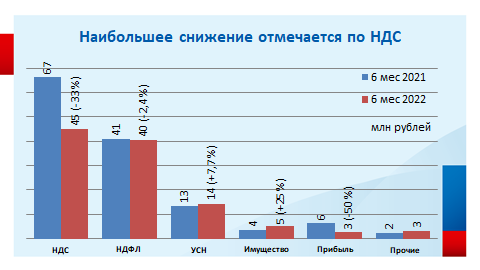 Наибольшее снижение отмечается по НДС
6 мес 2021
6 мес 2022
млн рублей
67
45 (-33%)
41
40 (-2,4%)
13
14 (+7,7%)
4
5 (+25%)
6
3 (-50%)
2
3
НДС
НДФЛ
УСН
Имущество
Прибыль
Прочие